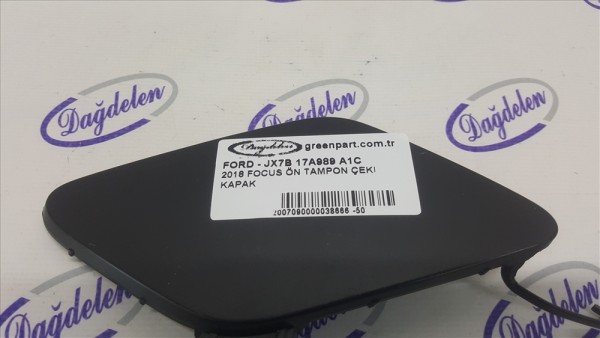 Dağdelen
Dağdelen
Dağdelen
Dağdelen greenpart.com.tr
FORD - JX7B 17A989 A1C
2018 FOCUS ÖN TAMPON ÇEKİ
KAPAK
2007090000038666 -50
Dağdelen
Dağdelen